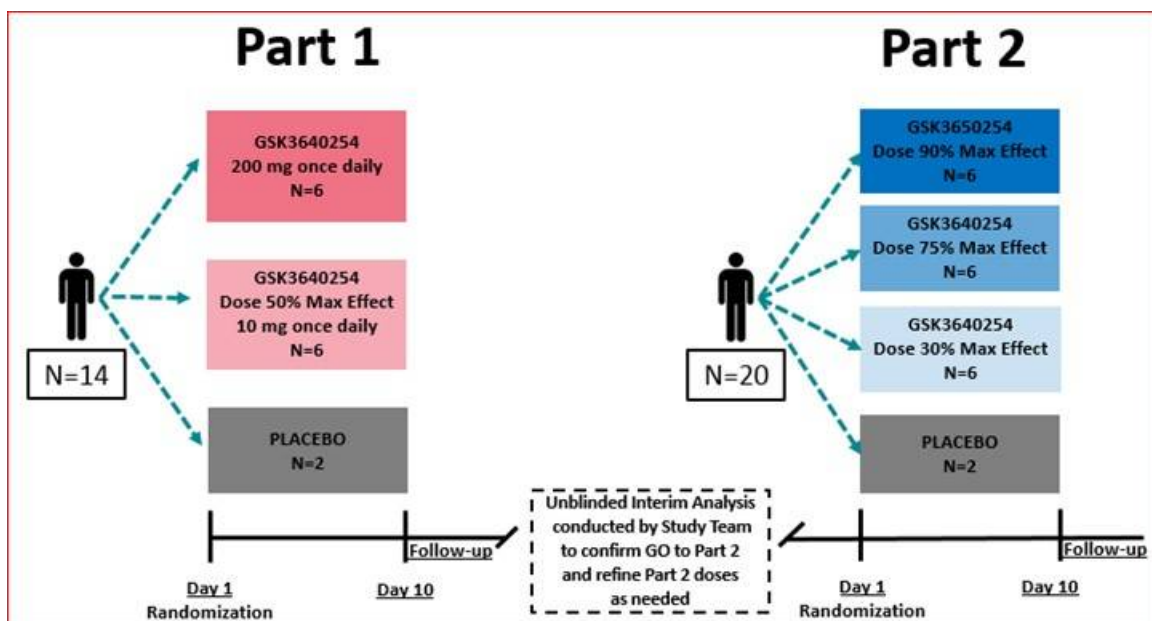 Part 1
GSK3640254
200 mg once daily
N=6
GSK3640254
Dose 50% Max Effect
10 mg once daily
N=6
N=14
PLACEBO
N=2
Follow-up
Day 1
Randomization
Day 10
Unblinded Interim Analysis
conducted by Study Team
to confirm GO to Part 2
and refine Part 2 doses
as needed
Part 2
GSK3650254
Dose 90% Max Effect
N=6
GSK3640254
Dose 75% Max Effect
N=6
GSK3640254
Dose 30% Max Effect
N=6
N=20
PLACEBO
N=2
Follow-up
Day 1
Randomization
Day 10